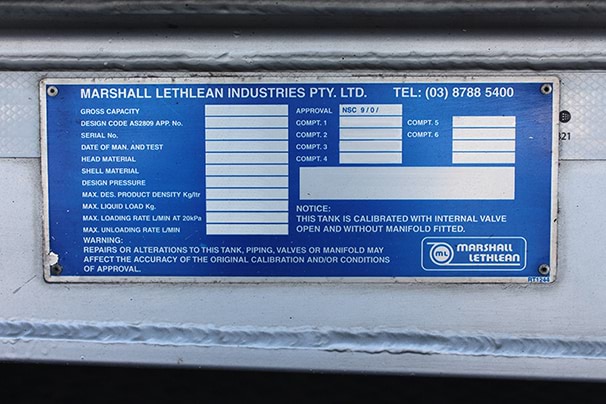 MARSHALL LETHLEAN INDUSTRIES PTY. LTD. TEL: (03) 8788 5400
GROSS CAPACITY
DESIGN CODE AS2809 APP. No.
SERIAL No.
DATE OF MAN. AND TEST
HEAD MATERIAL
SHELL MATERIAL
DESIGN PRESSURE
MAX. DES. PRODUCT DENSITY Kg/ltr
MAX. LIQUID LOAD Kg.
MAX. LOADING RATE L/MIN AT 20kPa
MAX. UNLOADING RATE L/MIN
APPROVAL NSC 9/0/
COMPT. 1 COMPT. 5
COMPT. 2 COMPT. 6
COMPT. 3
COMPT. 4
NOTICE:
THIS TANK IS CALIBRATED WITH INTERNAL VALVE
OPEN AND WITHOUT MANIFOLD FITTED.
WARNING:
REPAIRS OR ALTERATIONS TO THIS TANK, PIPING, VALVES OR MANIFOLD MAY
AFFECT THE ACCURACY OF THE ORIGINAL CALIBRATION AND/OR CONDITIONS
OF APPROVAL.
ML MARSHALL
LETHLEAN
RT1244